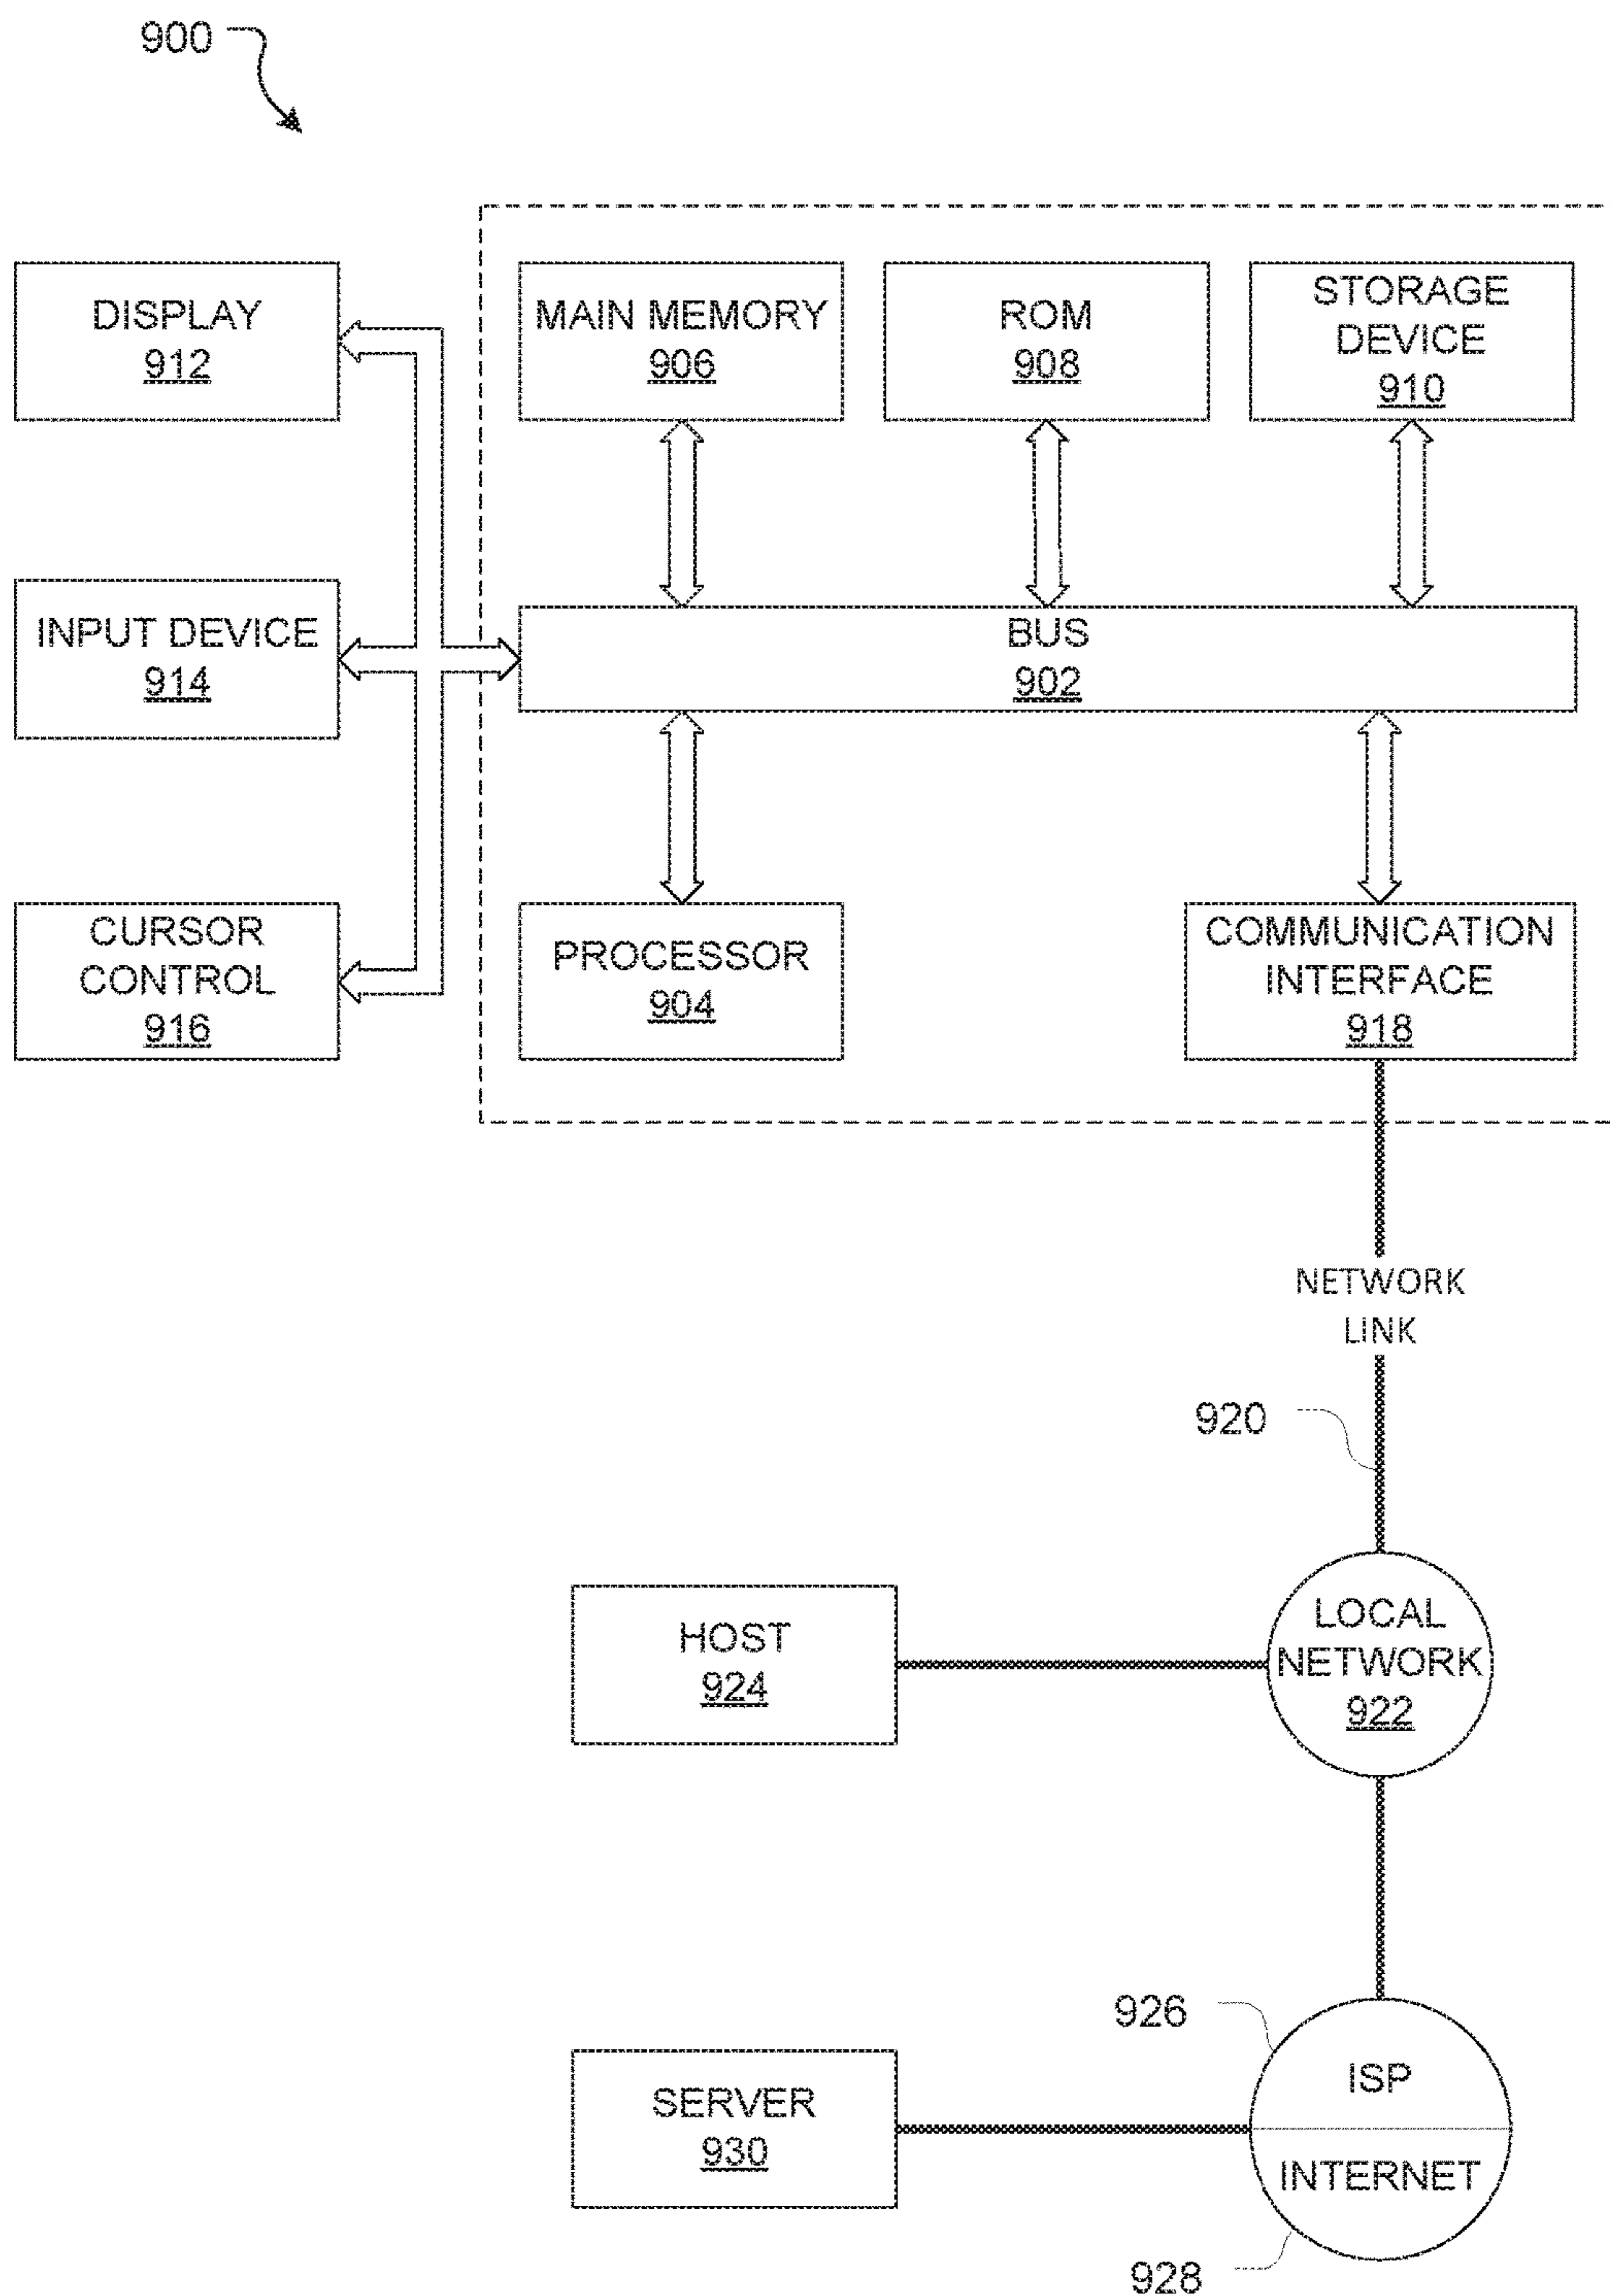 900
DISPLAY
912
MAIN MEMORY
906
ROM
908
STORAGE
DEVICE
910
INPUT DEVICE
914
BUS
902
CURSOR
CONTROL
916
PROCESSOR
904
COMMUNICATION
INTERFACE
918
NETWORK
LINK
920
HOST
924
LOCAL
NETWORK
922
926
ISP
SERVER
930
INTERNET
928